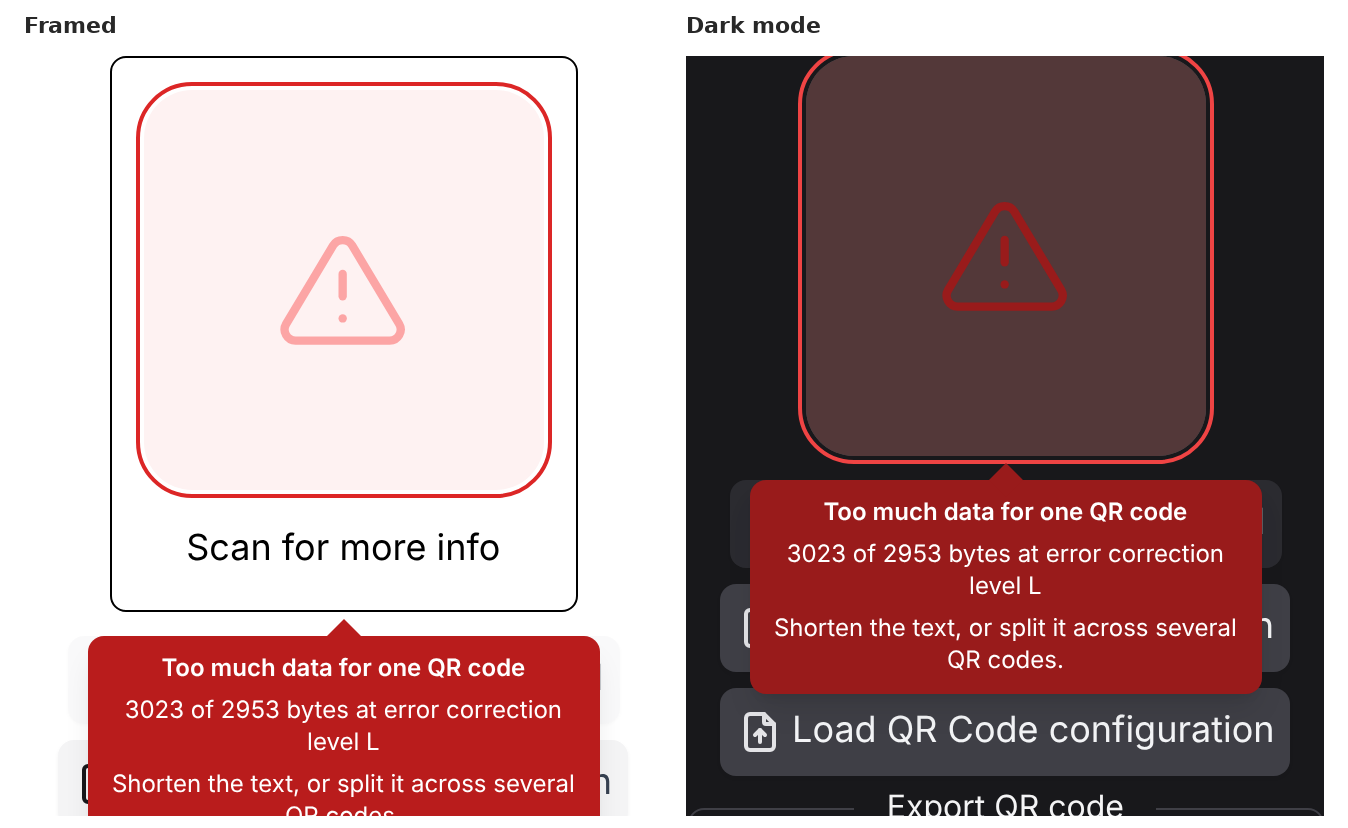 Framed
Scan for more info
Too much data for one QR code
3023 of 2953 bytes at error correction
level L
Shorten the text, or split it across several
QR codes.
Dark mode
Too much data for one QR code
3023 of 2953 bytes at error correction
level L
Shorten the text, or split it across several
QR codes.
Load QR Code configuration
Export QR code